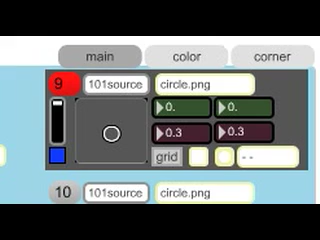 main color corner
9 101source circle.png
0. 0.
0.3 0.3
grid - -
10 101source circle.png